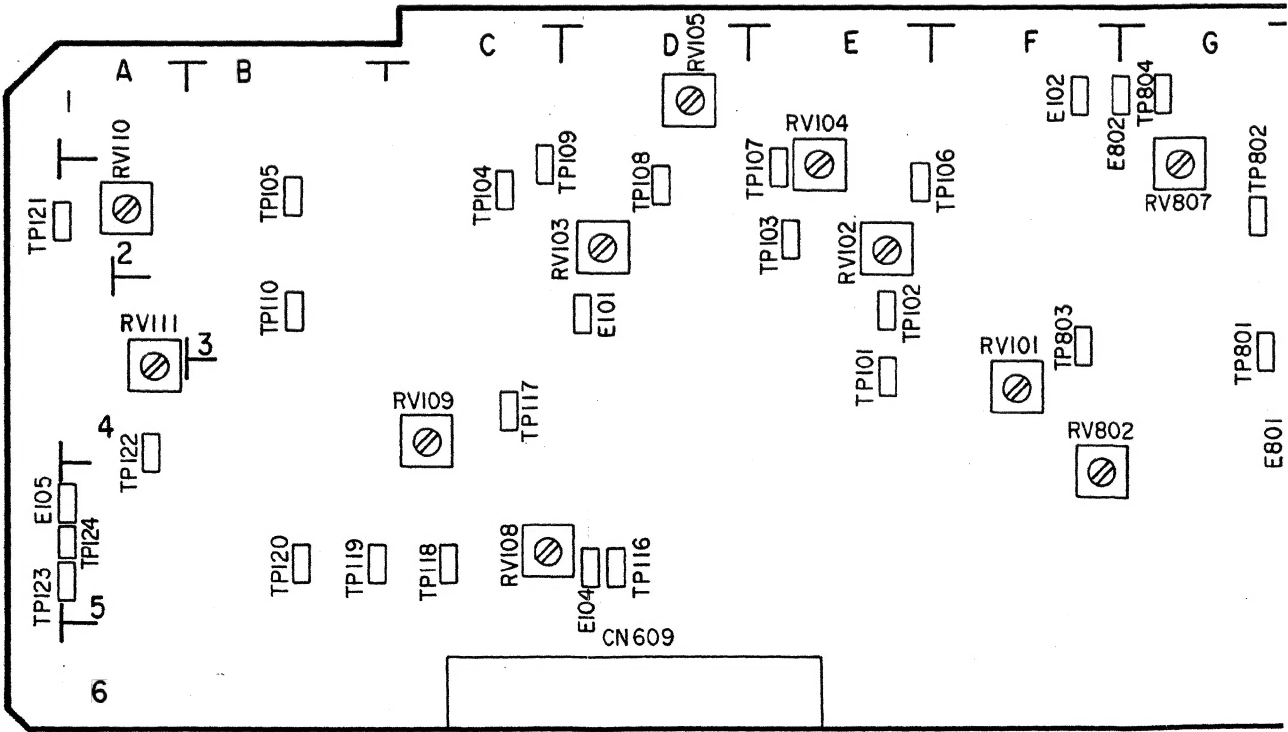 A
B
C
D
E
F
G
1
RV105
E102
E802
TP804
RV110
RV104
TP109
TP107
TP106
TP802
TP121
TP105
TP104
TP108
RV807
RV103
TP103
RV102
2
TP110
E101
TP102
RV111
3
RV101
TP803
TP801
TP101
RV109
TP117
4
TP122
RV802
E801
E105
TP124
TP123
TP120
TP119
TP118
RV108
E104
TP116
5
CN609
6